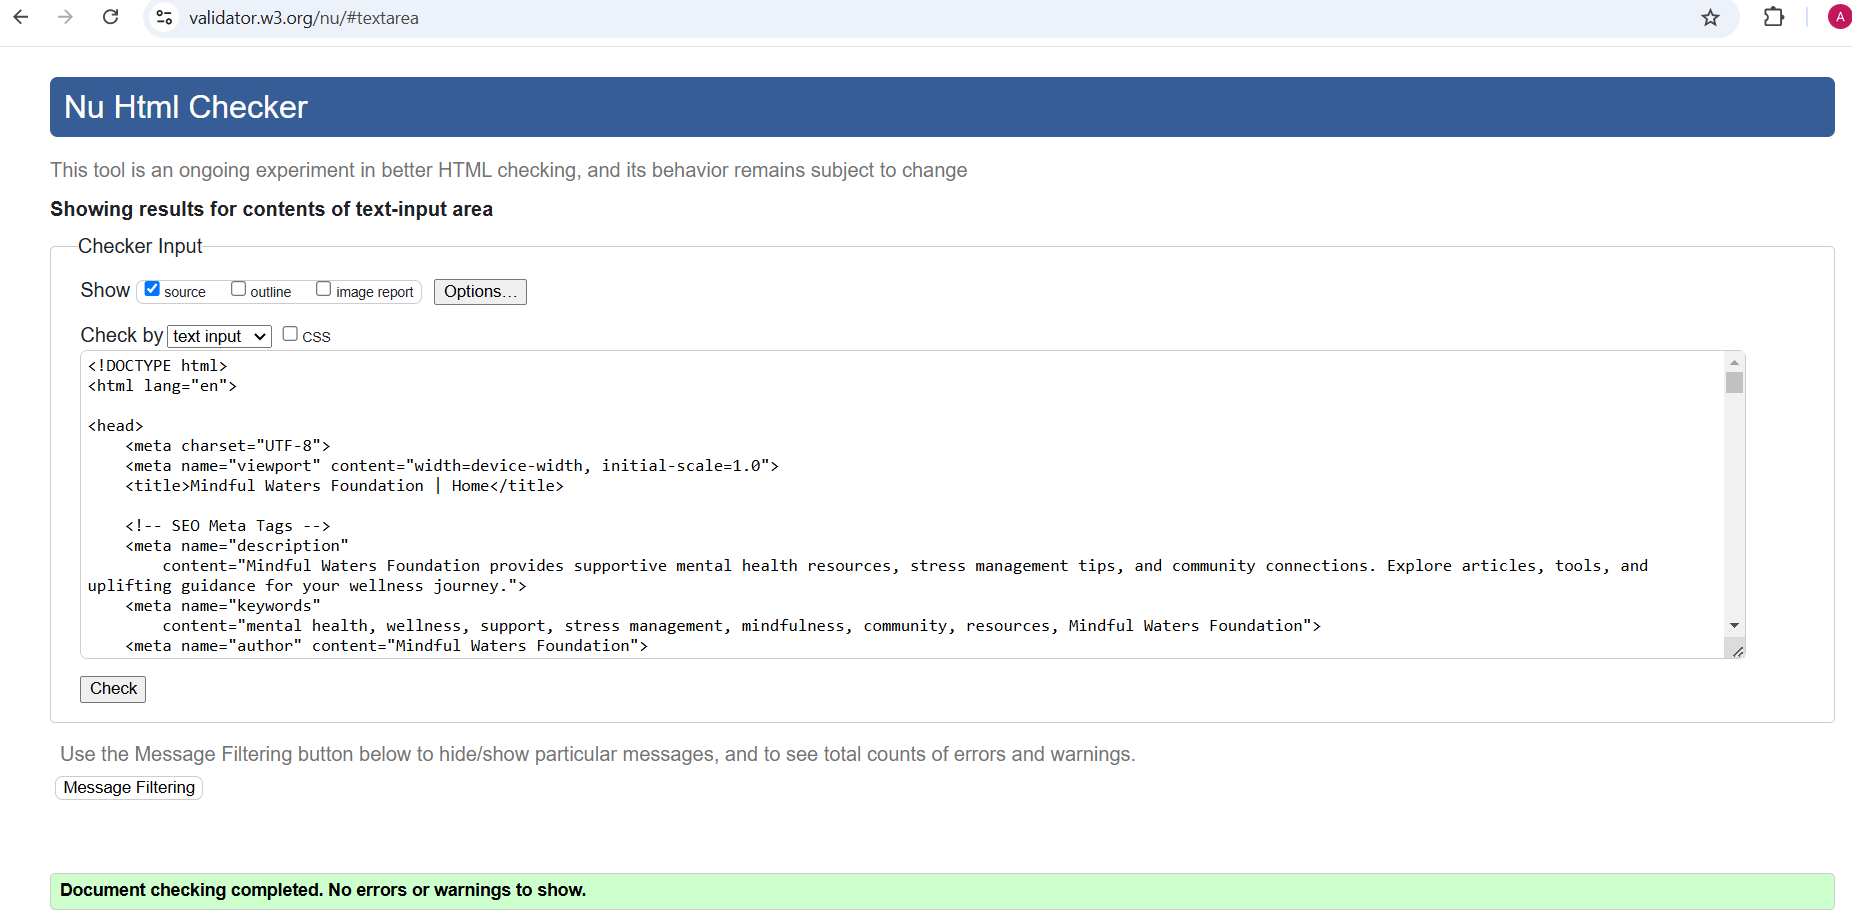 validator.w3.org/nu/#textarea
A
Nu Html Checker
This tool is an ongoing experiment in better HTML checking, and its behavior remains subject to change
Showing results for contents of text-input area
Checker Input
Show source outline image report Options...
Check by text input CSS
<!DOCTYPE html>
<html lang="en">
<head>
    <meta charset="UTF-8">
    <meta name="viewport" content="width=device-width, initial-scale=1.0">
    <title>Mindful Waters Foundation | Home</title>
    <!-- SEO Meta Tags -->
    <meta name="description"
        content="Mindful Waters Foundation provides supportive mental health resources, stress management tips, and community connections. Explore articles, tools, and
uplifting guidance for your wellness journey.">
    <meta name="keywords"
        content="mental health, wellness, support, stress management, mindfulness, community, resources, Mindful Waters Foundation">
    <meta name="author" content="Mindful Waters Foundation">
Check
Use the Message Filtering button below to hide/show particular messages, and to see total counts of errors and warnings.
Message Filtering
Document checking completed. No errors or warnings to show.